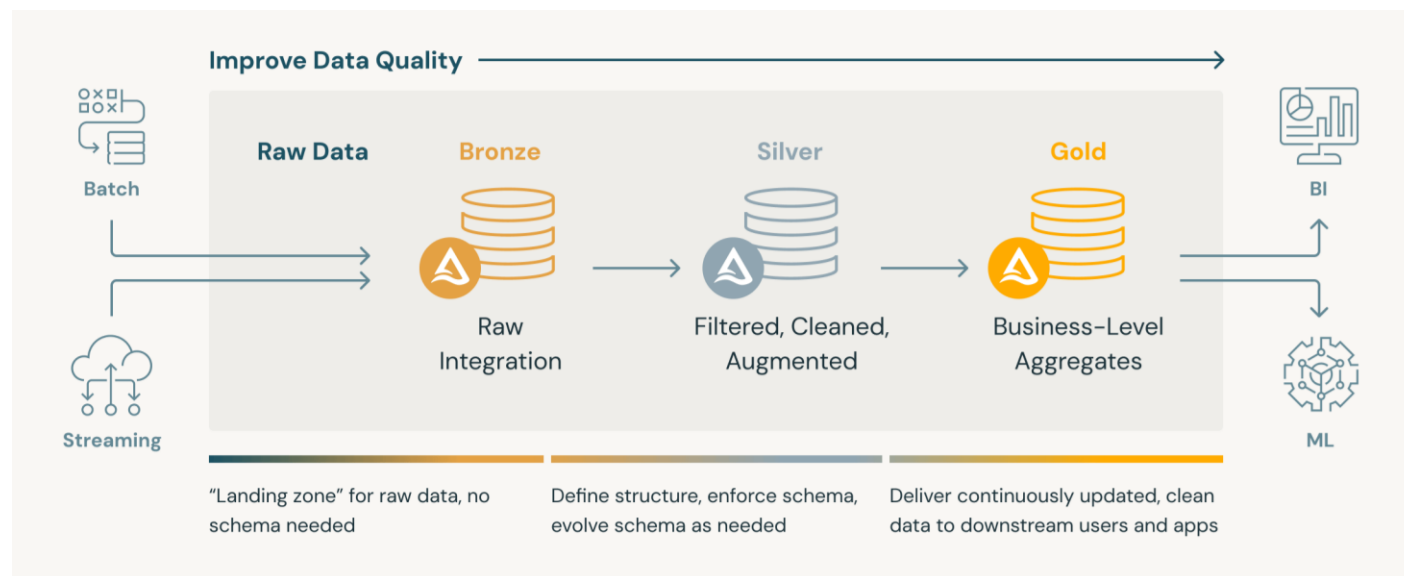 Improve Data Quality
Batch
Streaming
Raw Data
Bronze
Silver
Gold
Raw
Integration
Filtered, Cleaned,
Augmented
Business-Level
Aggregates
BI
ML
“Landing zone” for raw data, no
schema needed
Define structure, enforce schema,
evolve schema as needed
Deliver continuously updated, clean
data to downstream users and apps